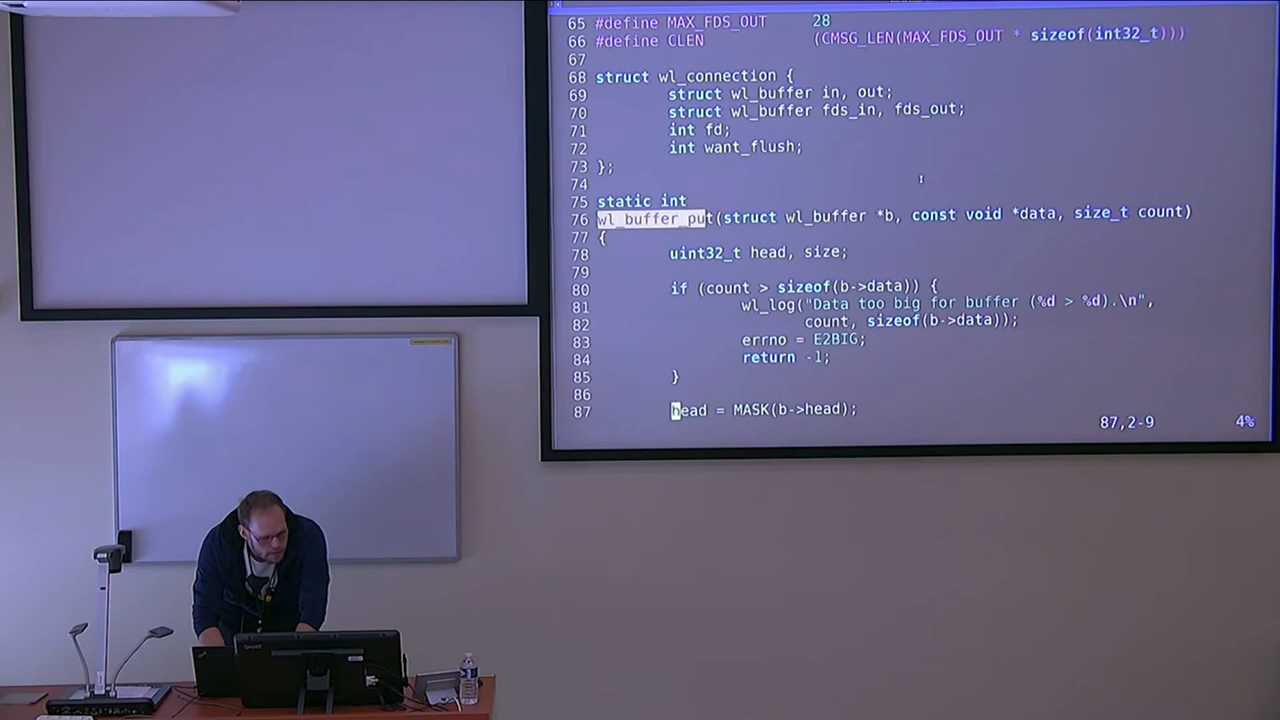 65 #define MAX_FDS_OUT 28
66 #define CLEN (CMSG_LEN(MAX_FDS_OUT * sizeof(int32_t)))
67
68 struct wl_connection {
69 struct wl_buffer in, out;
70 struct wl_buffer fds_in, fds_out;
71 int fd;
72 int want_flush;
73 };
74
75 static int
76 wl_buffer_put(struct wl_buffer *b, const void *data, size_t count)
77 {
78 uint32_t head, size;
79
80 if (count > sizeof(b->data)) {
81 wl_log("Data too big for buffer (%d > %d).\n",
82 count, sizeof(b->data));
83 errno = E2BIG;
84 return -1;
85 }
86
87 head = MASK(b->head);
87,2-9 4%